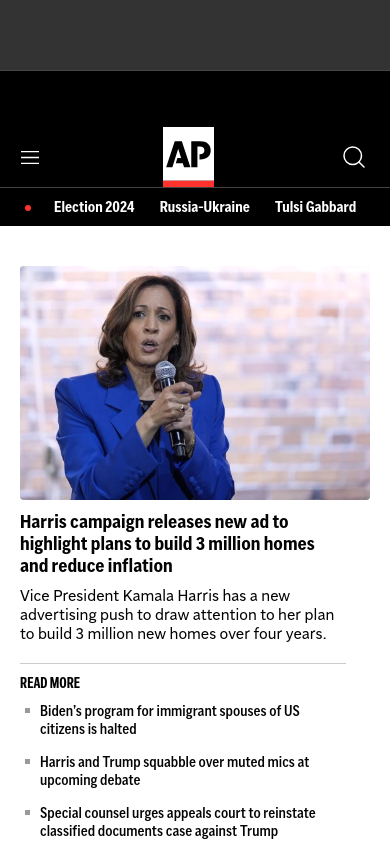 AP
Election 2024 Russia-Ukraine Tulsi Gabbard
Harris campaign releases new ad to
highlight plans to build 3 million homes
and reduce inflation
Vice President Kamala Harris has a new
advertising push to draw attention to her plan
to build 3 million new homes over four years.
READ MORE
Biden's program for immigrant spouses of US
citizens is halted
Harris and Trump squabble over muted mics at
upcoming debate
Special counsel urges appeals court to reinstate
classified documents case against Trump